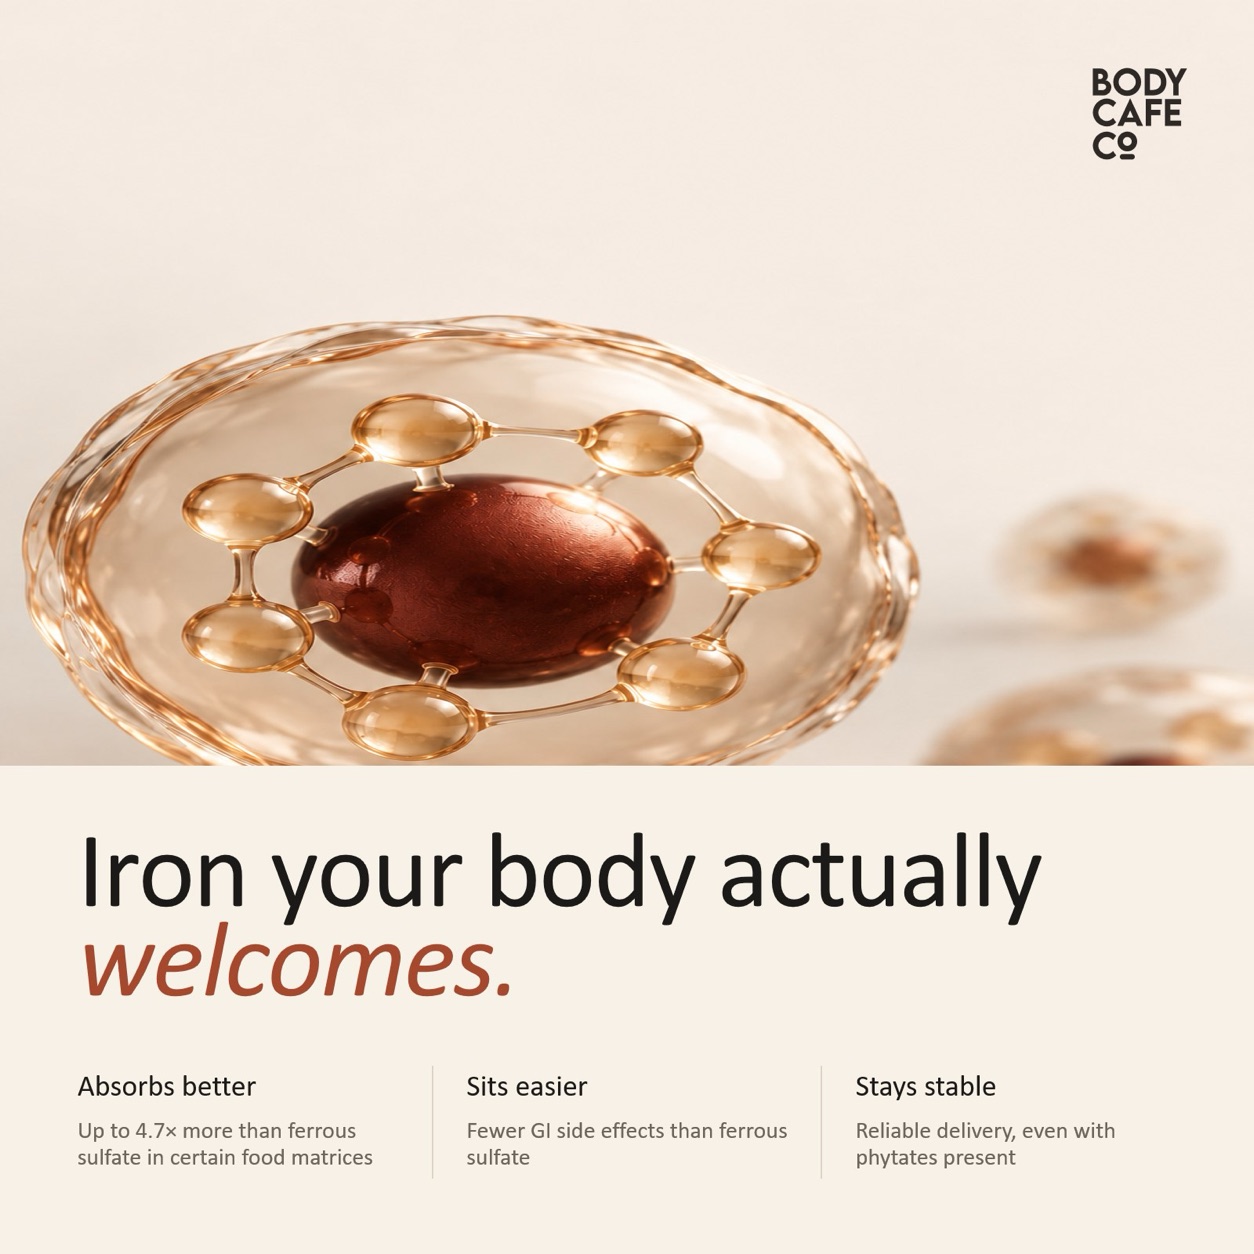 BODY
CAFE
Co
Iron your body actually
welcomes.
Absorbs better
Up to 4.7× more than ferrous
sulfate in certain food matrices
Sits easier
Fewer GI side effects than ferrous
sulfate
Stays stable
Reliable delivery, even with
phytates present